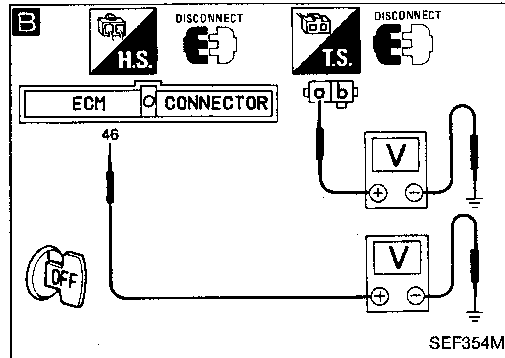 B
DISCONNECT
DISCONNECT
H.S.
T.S.
ECM
CONNECTOR
a b
46
V
+ −
V
+ −
OFF
SEF354M